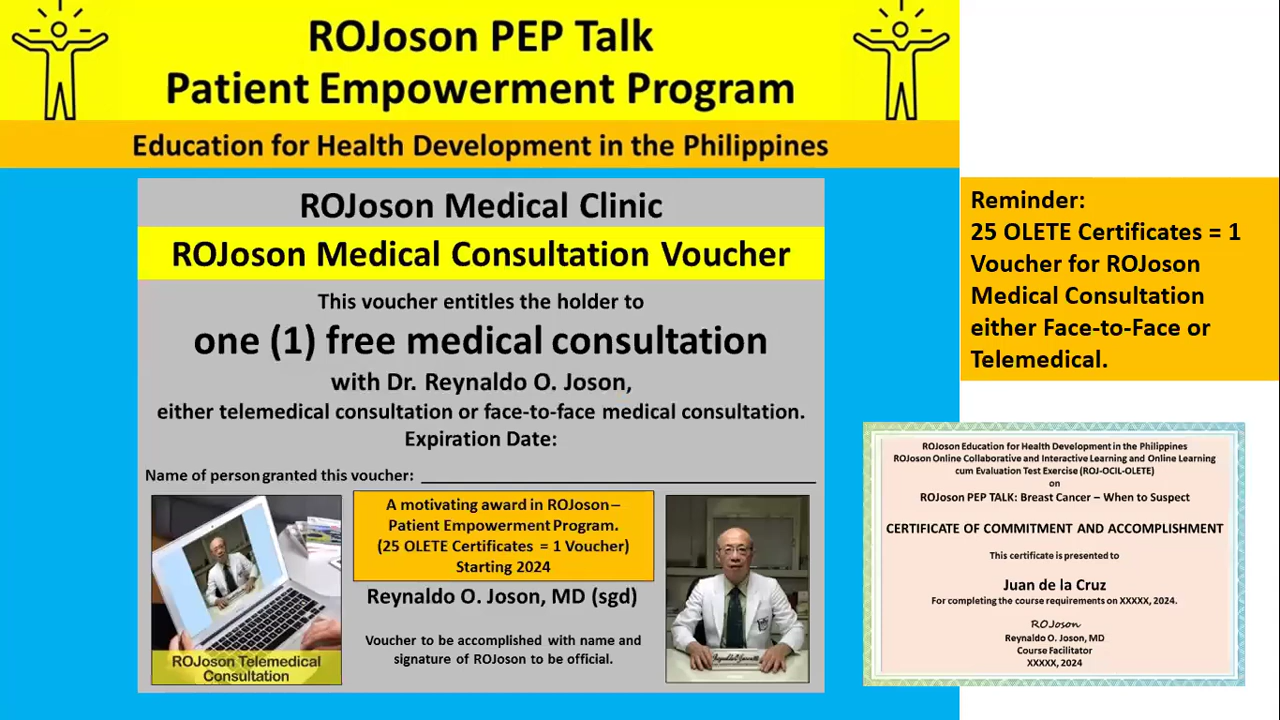 ROJoson PEP Talk
Patient Empowerment Program
Education for Health Development in the Philippines
ROJoson Medical Clinic
ROJoson Medical Consultation Voucher
This voucher entitles the holder to
one (1) free medical consultation
with Dr. Reynaldo O. Joson,
either telemedical consultation or face-to-face medical consultation.
Expiration Date:
Name of person granted this voucher:
A motivating award in ROJoson–
Patient Empowerment Program.
(25 OLETE Certificates = 1 Voucher)
Starting 2024
Reynaldo O. Joson, MD (sgd)
Voucher to be accomplished with name and
signature of ROJoson to be official.
ROJoson Telemedical
Consultation
Reminder:
25 OLETE Certificates = 1
Voucher for ROJoson
Medical Consultation
either Face-to-Face or
Telemedical.
ROJoson Education for Health Development in the Philippines
ROJoson Online Collaborative and Interactive Learning and Online Learning
cum Evaluation Test Exercise (ROJ-OCIL-OLETE)
on
ROJoson PEP TALK: Breast Cancer – When to Suspect
CERTIFICATE OF COMMITMENT AND ACCOMPLISHMENT
This certificate is presented to
Juan de la Cruz
For completing the course requirements on XXXXX, 2024.
ROJoson
Reynaldo O. Joson, MD
Course Facilitator
XXXXX, 2024